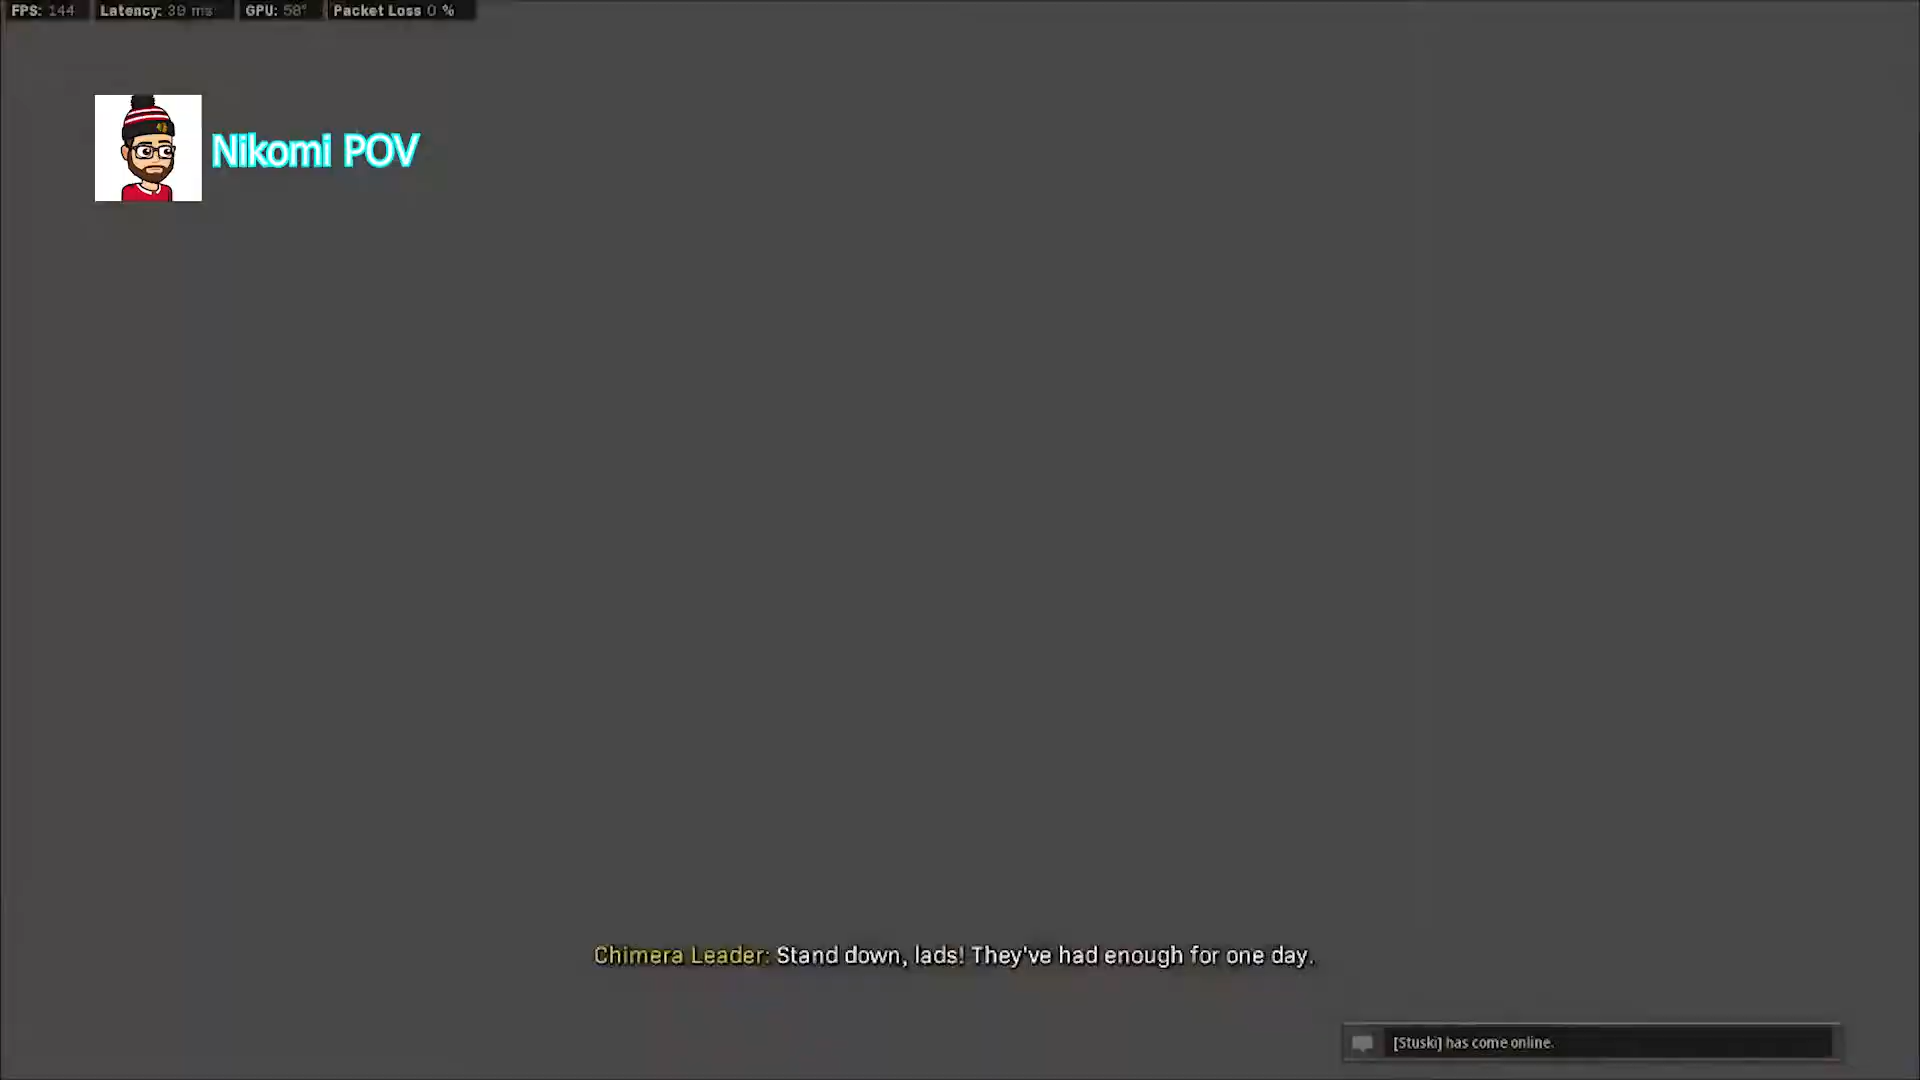 FPS: 144 Latency: 39 ms GPU: 58° Packet Loss 0 %
Nikomi POV
Chimera Leader: Stand down, lads! They've had enough for one day.
[Stuski] has come online.